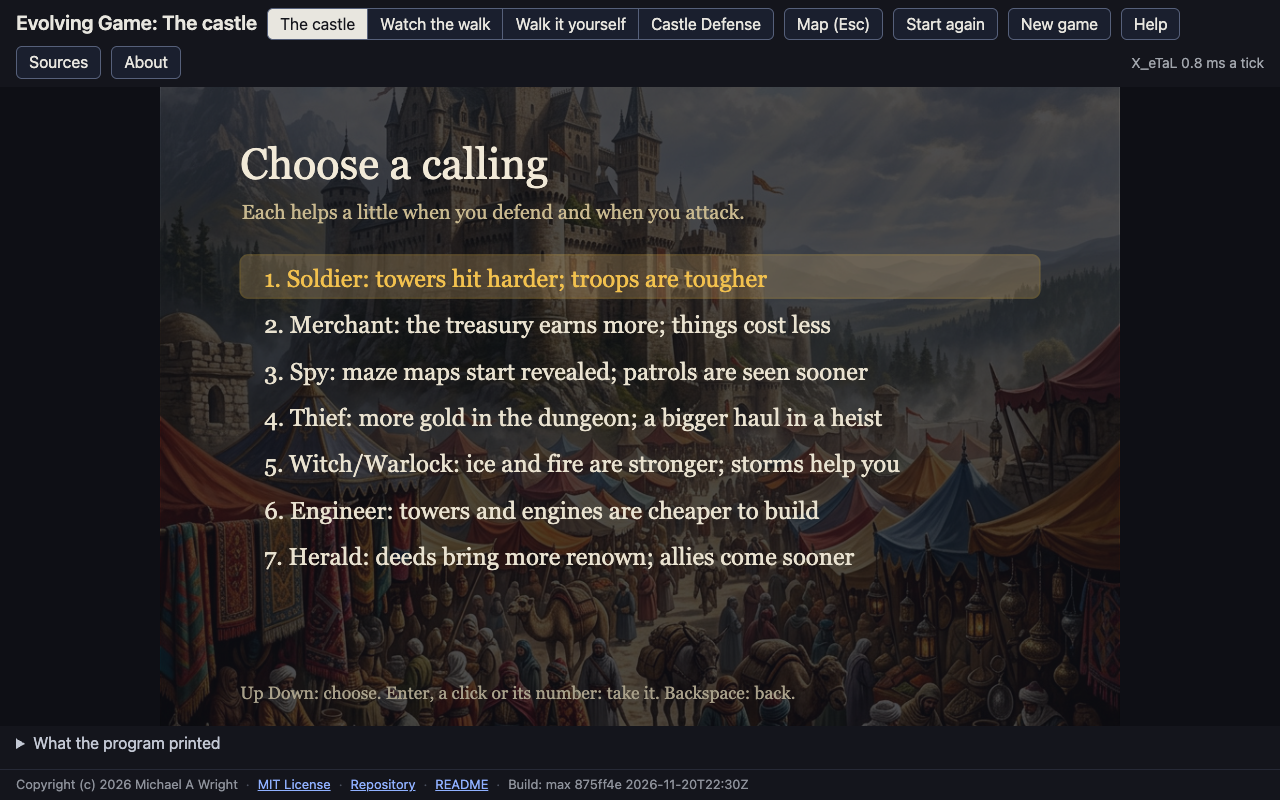 Evolving Game: The castle
The castle
Watch the walk
Walk it yourself
Castle Defense
Map (Esc)
Start again
New game
Help
Sources
About
X_eTaL 0.8 ms a tick
Choose a calling
Each helps a little when you defend and when you attack.
1. Soldier: towers hit harder; troops are tougher
2. Merchant: the treasury earns more; things cost less
3. Spy: maze maps start revealed; patrols are seen sooner
4. Thief: more gold in the dungeon; a bigger haul in a heist
5. Witch/Warlock: ice and fire are stronger; storms help you
6. Engineer: towers and engines are cheaper to build
7. Herald: deeds bring more renown; allies come sooner
Up Down: choose. Enter, a click or its number: take it. Backspace: back.
▶ What the program printed
Copyright (c) 2026 Michael A Wright · MIT License · Repository · README · Build: max 875ff4e 2026-11-20T22:30Z